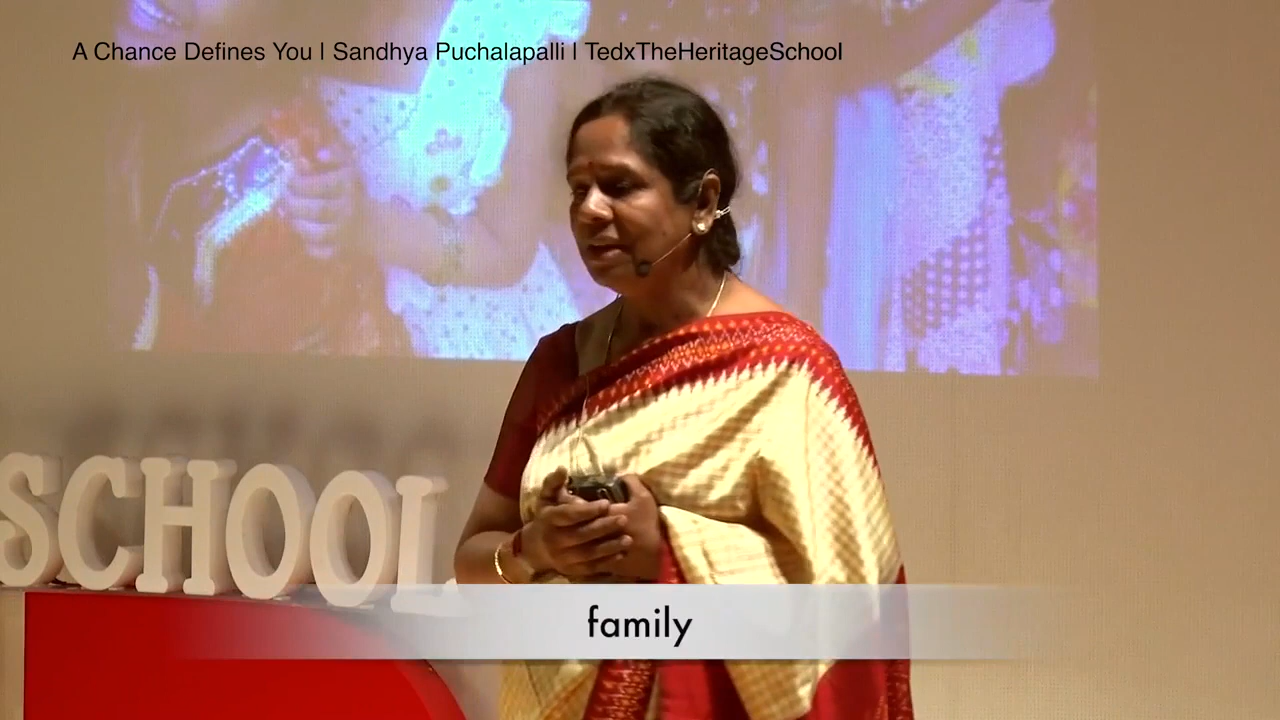 A Chance Defines You | Sandhya Puchalapalli | TedxTheHeritageSchool
SCHOOL
family